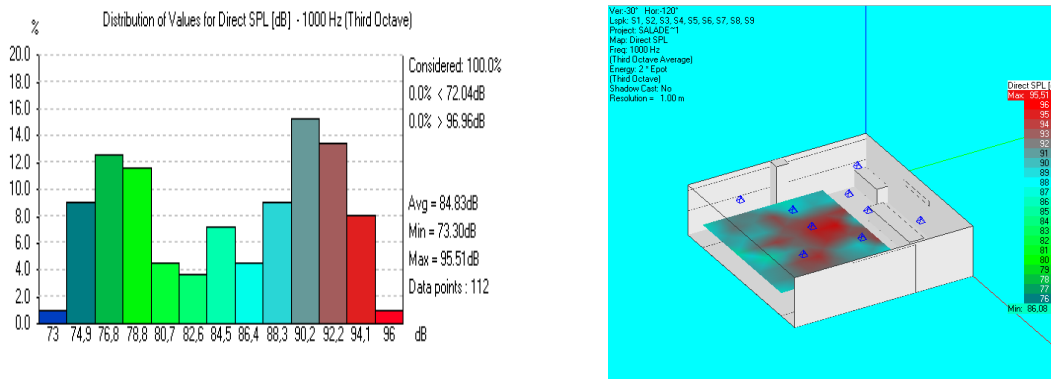 Distribution of Values for Direct SPL [dB] - 1000 Hz (Third Octave)
%
20.0
18.0
16.0
14.0
12.0
10.0
8.0
6.0
4.0
2.0
0.0
73 74,9 76,8 78,8 80,7 82,6 84,5 86,4 88,3 90,2 92,2 94,1 96 dB
Considered: 100.0%
0.0% < 72.04dB
0.0% > 96.96dB
Avg = 84.83dB
Min = 73.30dB
Max = 95.51dB
Data points : 112
Ver:-30° Hor:-120°
Lspk: S1, S2, S3, S4, S5, S6, S7, S8, S9
Project: SALADE~1
Map: Direct SPL
Freq: 1000 Hz
(Third Octave Average)
Energy: 2 * Epot
(Third Octave)
Shadow Cast: No
Resolution = 1.00 m
Direct SPL [
Max: 95,51
96
95
94
93
92
91
90
89
88
87
86
85
84
83
82
81
80
79
78
77
76
Min: 86,08